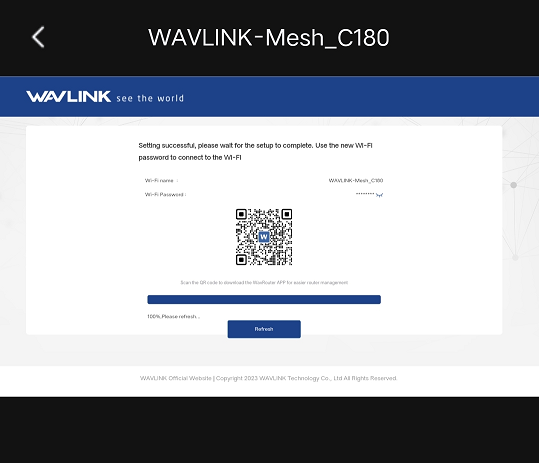 WAVLINK-Mesh_C180
WAVLINK see the world
Setting successful, please wait for the setup to complete. Use the new Wi-Fi
password to connect to the Wi-Fi
Wi-Fi name : WAVLINK-Mesh_C180
Wi-Fi Password : ********
W
Scan the QR code to download the WavRouter APP for easier router management
100%,Please refresh...
Refresh
WAVLINK Official Website | Copyright 2023 WAVLINK Technology Co., Ltd All Rights Reserved.